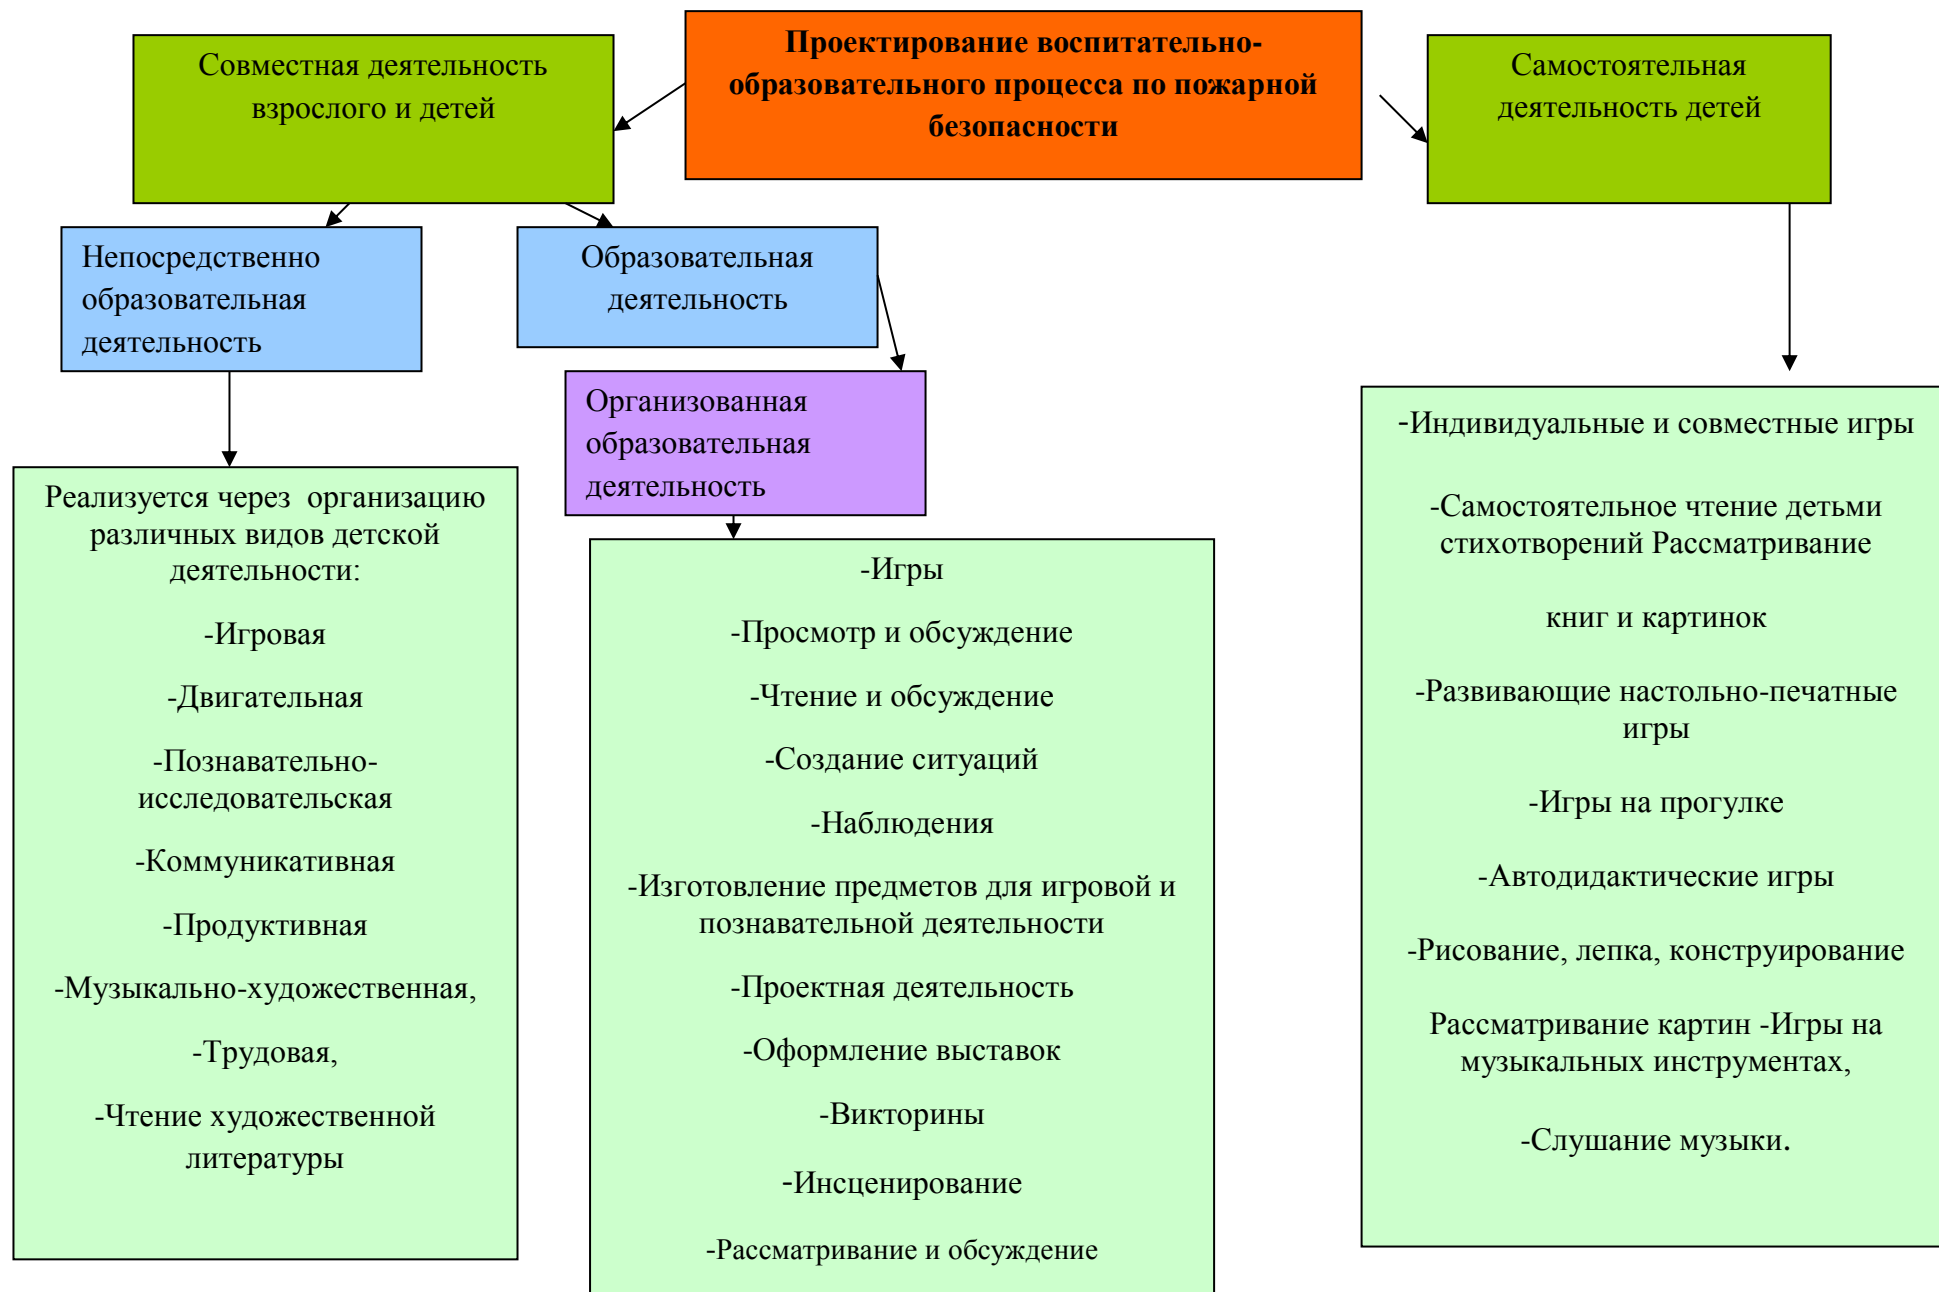 Проектирование воспитательно-
образовательного процесса по пожарной
безопасности
Совместная деятельность
взрослого и детей
Самостоятельная
деятельность детей
Непосредственно
образовательная
деятельность
Образовательная
деятельность
Организованная
образовательная
деятельность
Реализуется через организацию
различных видов детской
деятельности:
-Игровая
-Двигательная
-Познавательно-
исследовательская
-Коммуникативная
-Продуктивная
-Музыкально-художественная,
-Трудовая,
-Чтение художественной
литературы
-Игры
-Просмотр и обсуждение
-Чтение и обсуждение
-Создание ситуаций
-Наблюдения
-Изготовление предметов для игровой и
познавательной деятельности
-Проектная деятельность
-Оформление выставок
-Викторины
-Инсценирование
-Рассматривание и обсуждение
-Индивидуальные и совместные игры
-Самостоятельное чтение детьми
стихотворений Рассматривание
книг и картинок
-Развивающие настольно-печатные
игры
-Игры на прогулке
-Автодидактические игры
-Рисование, лепка, конструирование
Рассматривание картин -Игры на
музыкальных инструментах,
-Слушание музыки.